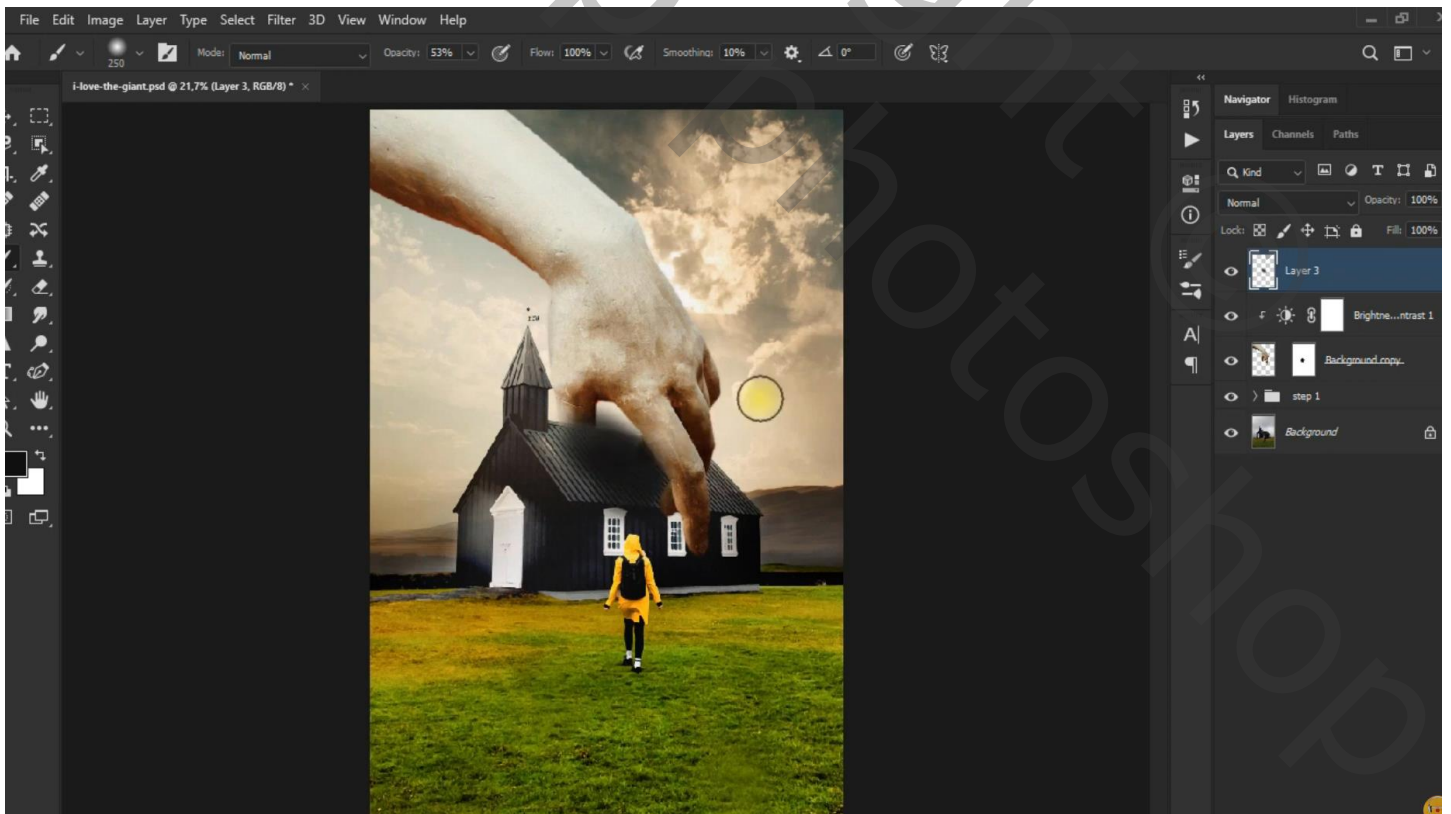 File Edit Image Layer Type Select Filter 3D View Window Help
250 Mode: Normal Opacity: 53% Flow: 100% Smoothing: 10% 0°
i-love-the-giant.psd @ 21,7% (Layer 3, RGB/8) *
Navigator Histogram
Layers Channels Paths
Kind
Normal Opacity: 100%
Lock: Fill: 100%
Layer 3
Brightne...ntrast 1
Background copy
step 1
Background
photoshop